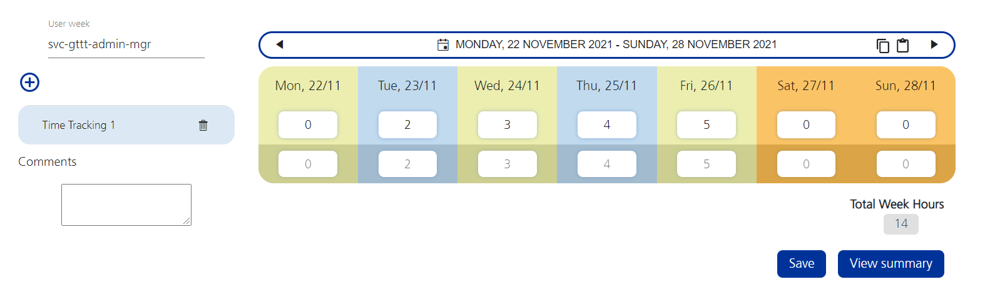 User week
svc-gttt-admin-mgr
MONDAY, 22 NOVEMBER 2021 - SUNDAY, 28 NOVEMBER 2021
Mon, 22/11 Tue, 23/11 Wed, 24/11 Thu, 25/11 Fri, 26/11 Sat, 27/11 Sun, 28/11
Time Tracking 1 0 2 3 4 5 0 0
Comments 0 2 3 4 5 0 0
Total Week Hours
14
Save View summary